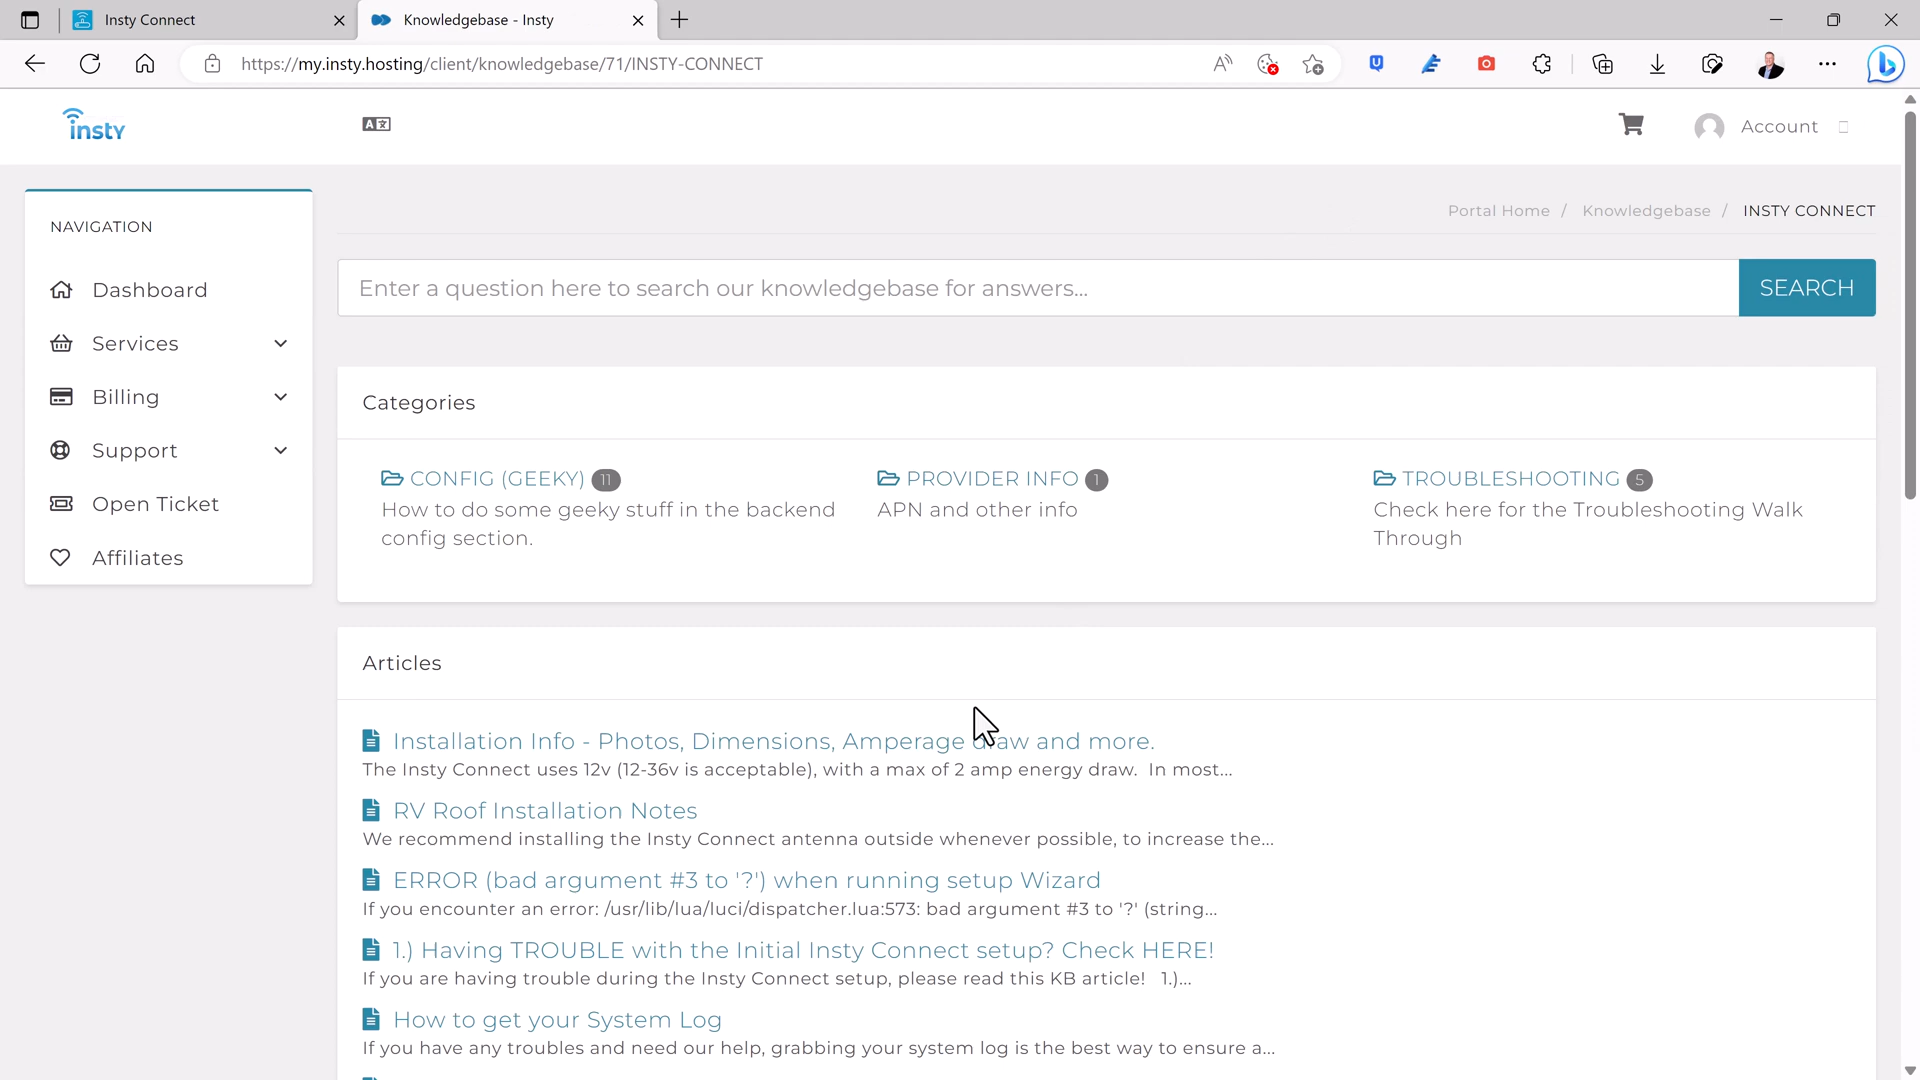 Insty Connect
Knowledgebase - Insty
https://my.insty.hosting/client/knowledgebase/71/INSTY-CONNECT
insty
Account
NAVIGATION
Dashboard
Services
Billing
Support
Open Ticket
Affiliates
Portal Home / Knowledgebase / INSTY CONNECT
Enter a question here to search our knowledgebase for answers...
SEARCH
Categories
CONFIG (GEEKY) 11
How to do some geeky stuff in the backend
config section.
PROVIDER INFO 1
APN and other info
TROUBLESHOOTING 5
Check here for the Troubleshooting Walk
Through
Articles
Installation Info - Photos, Dimensions, Amperage draw and more.
The Insty Connect uses 12v (12-36v is acceptable), with a max of 2 amp energy draw. In most...
RV Roof Installation Notes
We recommend installing the Insty Connect antenna outside whenever possible, to increase the...
ERROR (bad argument #3 to '?') when running setup Wizard
If you encounter an error: /usr/lib/lua/luci/dispatcher.lua:573: bad argument #3 to '?' (string...
1.) Having TROUBLE with the Initial Insty Connect setup? Check HERE!
If you are having trouble during the Insty Connect setup, please read this KB article! 1.)...
How to get your System Log
If you have any troubles and need our help, grabbing your system log is the best way to ensure a...